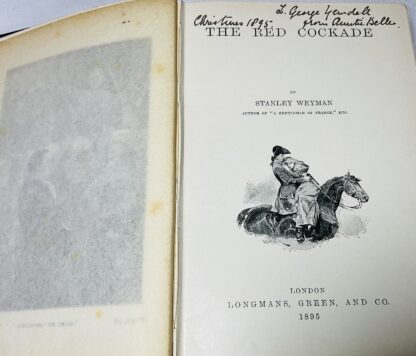 Christmas 1895.
L. George Yendell
from Auntie Belle.
THE RED COCKADE
BY
STANLEY WEYMAN
AUTHOR OF "A GENTLEMAN OF FRANCE," ETC.
LONDON
LONGMANS, GREEN, AND CO.
1895